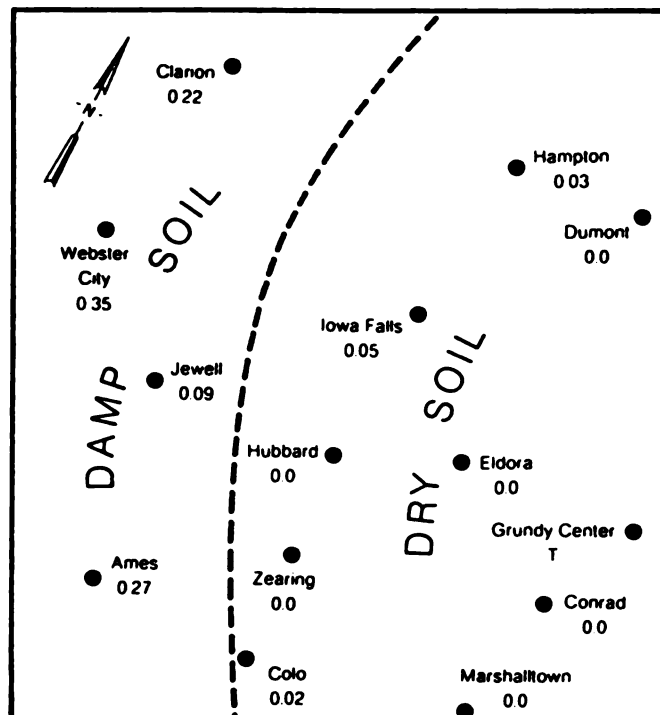 Clarion
0.22
N
Hampton
0.03
Dumont
0.0
SOIL
Webster
City
0.35
Iowa Falls
0.05
SOIL
Jewell
0.09
DAMP
Hubbard
0.0
Eldora
0.0
DRY
Grundy Center
T
Ames
0.27
Zearing
0.0
Conrad
0.0
Colo
0.02
Marshalltown
0.0